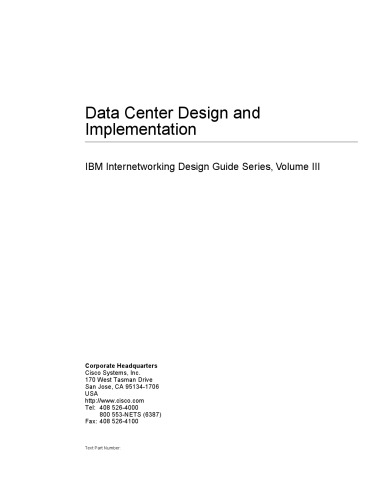 Data Center Design and
Implementation
IBM Internetworking Design Guide Series, Volume III
Corporate Headquarters
Cisco Systems, Inc.
170 West Tasman Drive
San Jose, CA 95134-1706
USA
http://www.cisco.com
Tel: 408 526-4000
800 553-NETS (6387)
Fax: 408 526-4100
Text Part Number: